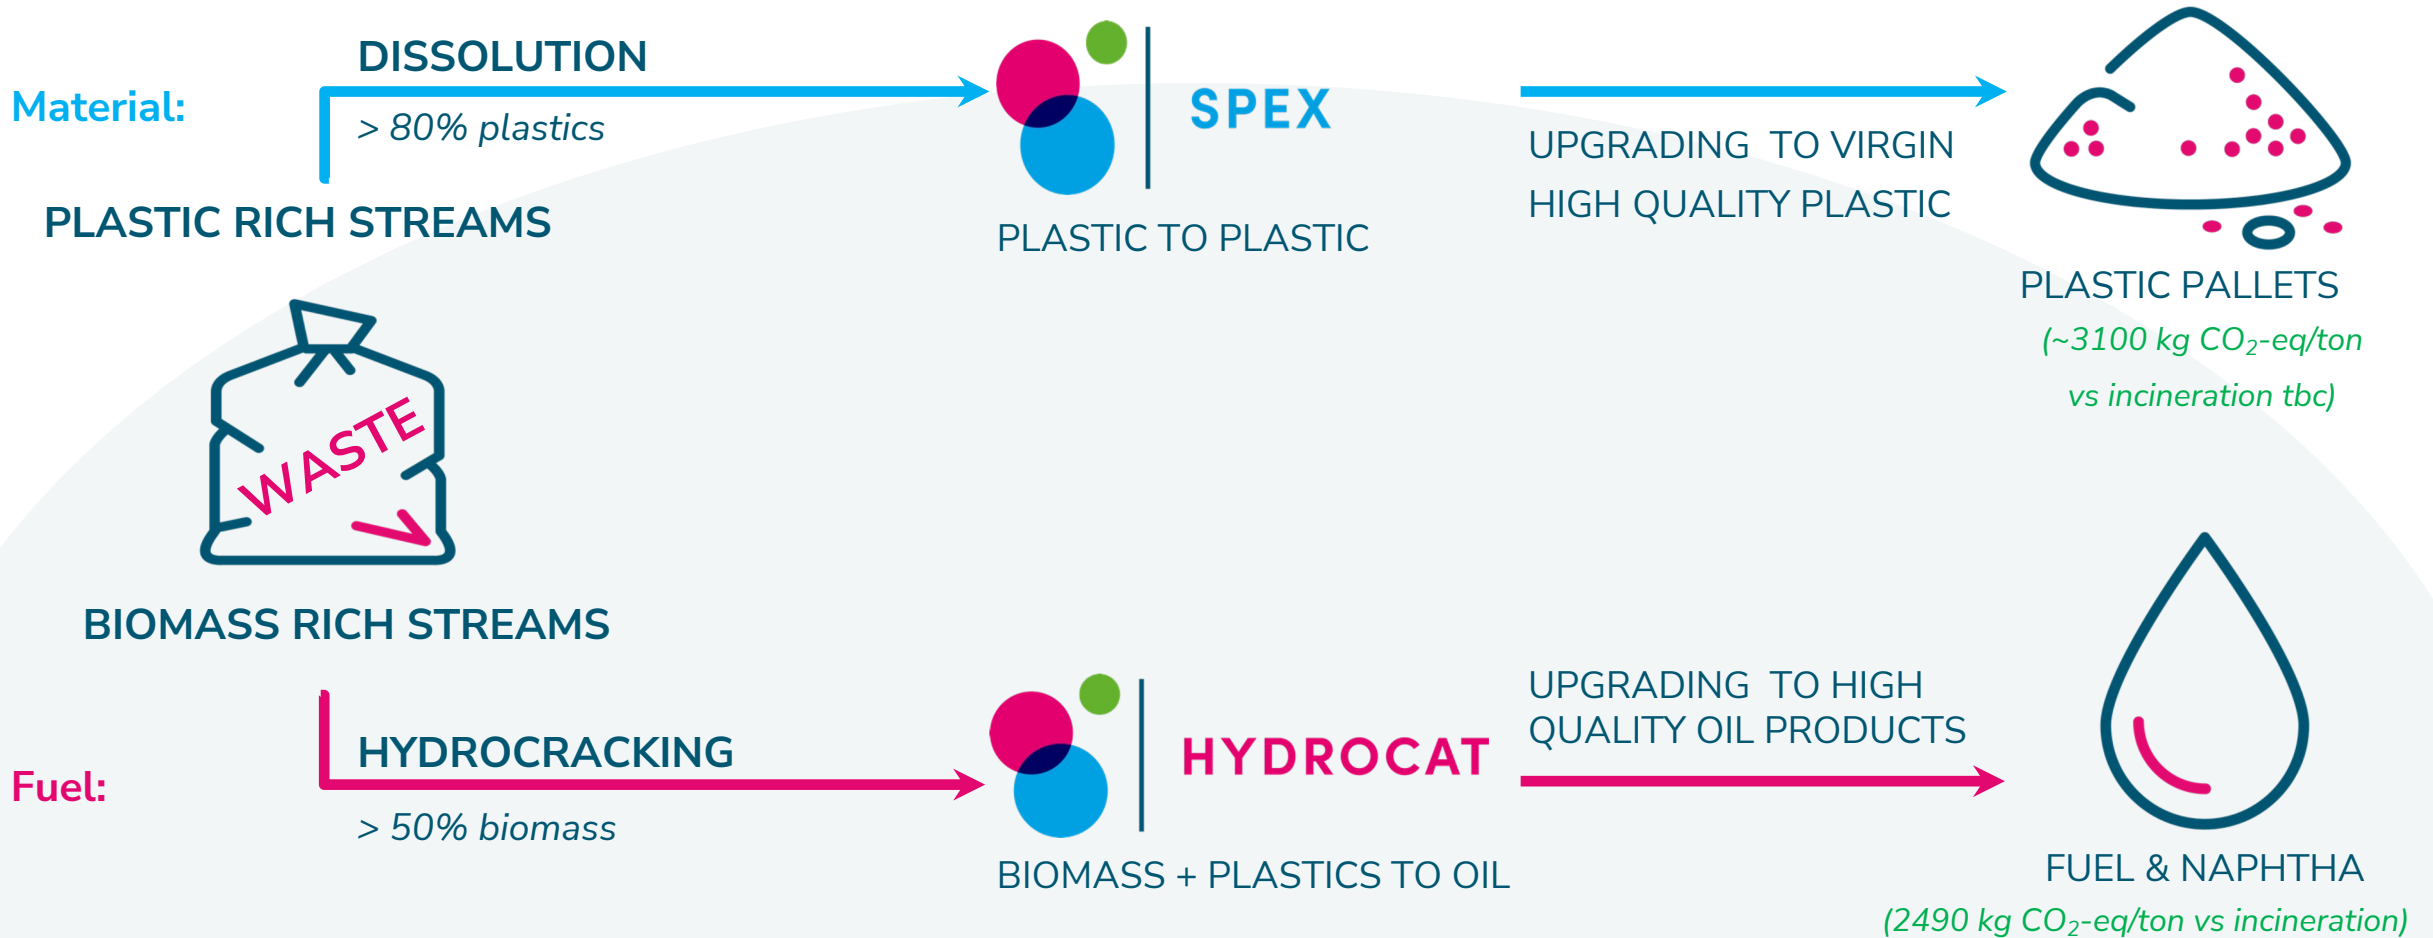 Material:
DISSOLUTION
> 80% plastics
PLASTIC RICH STREAMS
SPEX
PLASTIC TO PLASTIC
UPGRADING TO VIRGIN
HIGH QUALITY PLASTIC
PLASTIC PALLETS
(~3100 kg CO₂-eq/ton
vs incineration tbc)
WASTE
BIOMASS RICH STREAMS
Fuel:
HYDROCRACKING
> 50% biomass
HYDROCAT
BIOMASS + PLASTICS TO OIL
UPGRADING TO HIGH
QUALITY OIL PRODUCTS
FUEL & NAPHTHA
(2490 kg CO₂-eq/ton vs incineration)